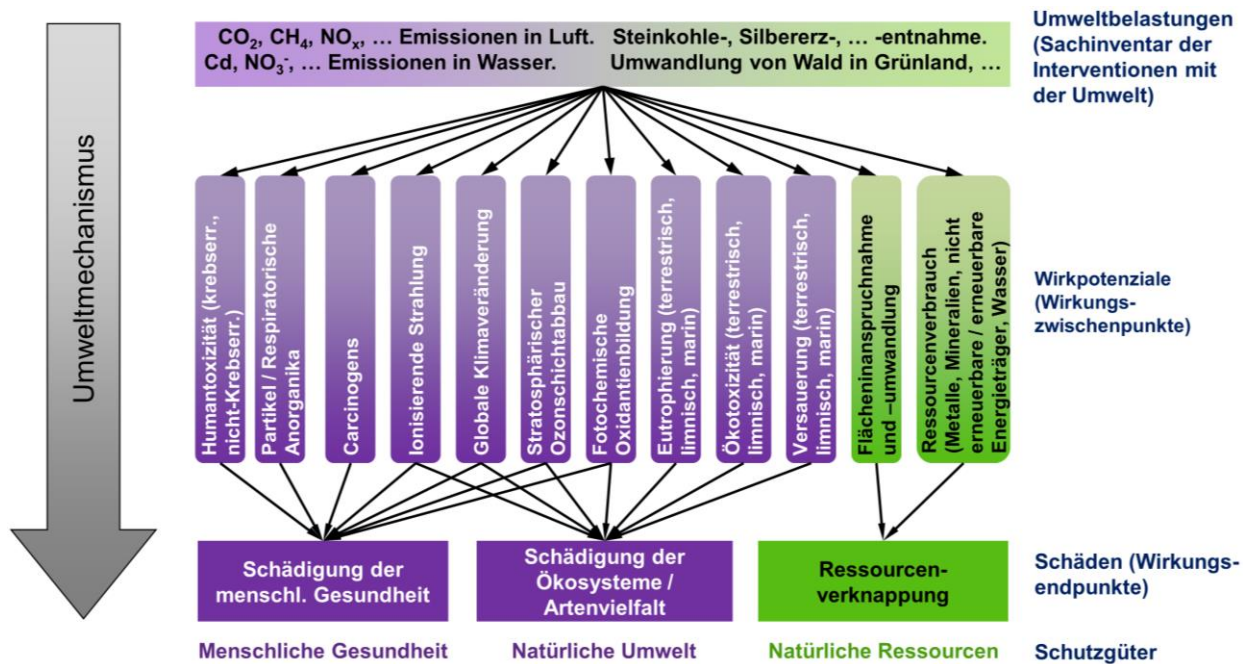 CO2, CH4, NOx, … Emissionen in Luft. Steinkohle-, Silbererz-, … -entnahme.
Cd, NO3-, … Emissionen in Wasser. Umwandlung von Wald in Grünland, …
Umweltbelastungen
(Sachinventar der
Interventionen mit
der Umwelt)
Umweltmechanismus
Humantoxizität (krebserr.,
nicht-Krebserr.)
Partikel / Respiratorische
Anorganika
Carcinogens
Ionisierende Strahlung
Globale Klimaveränderung
Stratosphärischer
Ozonschichtabbau
Fotochemische
Oxidantienbildung
Eutrophierung (terrestrisch,
limnisch, marin)
Ökotoxizität (terrestrisch,
limnisch, marin)
Versauerung (terrestrisch,
limnisch, marin)
Flächeninanspruchnahme
und –umwandlung
Ressourcenverbrauch
(Metalle, Mineralien, nicht
erneuerbare / erneuerbare
Energieträger, Wasser)
Wirkpotenziale
(Wirkungs-
zwischenpunkte)
Schädigung der
menschl. Gesundheit
Schädigung der
Ökosysteme /
Artenvielfalt
Ressourcen-
verknappung
Schäden (Wirkungs-
endpunkte)
Menschliche Gesundheit
Natürliche Umwelt
Natürliche Ressourcen
Schutzgüter